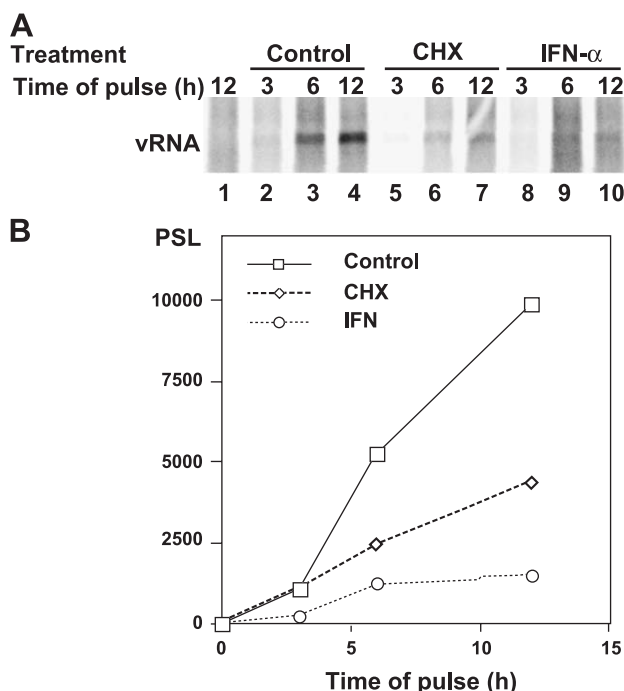 A
Treatment Control CHX IFN-α
Time of pulse (h) 12 3 6 12 3 6 12 3 6 12
vRNA
1 2 3 4 5 6 7 8 9 10
B
PSL
Control
CHX
IFN
10000
7500
5000
2500
0
0 5 10 15
Time of pulse (h)